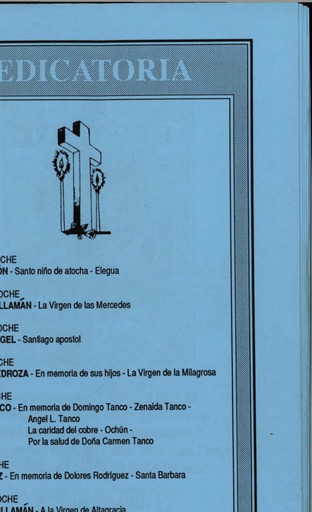 EDICATORIA
CHE
ÓN - Santo niño de atocha - Elegua
OCHE
LLAMÁN - La Virgen de las Mercedes
OCHE
GEL - Santiago apostol
CHE
EDROZA - En memoria de sus hijos - La Virgen de la Milagrosa
HE
CO - En memoria de Domingo Tanco - Zenaida Tanco -
Angel L. Tanco
La caridad del cobre - Ochún -
Por la salud de Doña Carmen Tanco
HE
Z - En memoria de Dolores Rodríguez - Santa Barbara
OCHE
LLAMÁN - A la Virgen de Altagracia